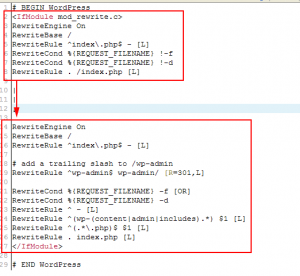 # BEGIN WordPress
<IfModule mod_rewrite.c>
RewriteEngine On
RewriteBase /
RewriteRule ^index\.php$ - [L]
RewriteCond %{REQUEST_FILENAME} !-f
RewriteCond %{REQUEST_FILENAME} !-d
RewriteRule . /index.php [L]
RewriteEngine On
RewriteBase /
RewriteRule ^index\.php$ - [L]
# add a trailing slash to /wp-admin
RewriteRule ^wp-admin$ wp-admin/ [R=301,L]
RewriteCond %{REQUEST_FILENAME} -f [OR]
RewriteCond %{REQUEST_FILENAME} -d
RewriteRule ^ - [L]
RewriteRule ^(wp-(content|admin|includes).*) $1 [L]
RewriteRule ^(.*\.php)$ $1 [L]
RewriteRule . index.php [L]
</IfModule>
# END WordPress